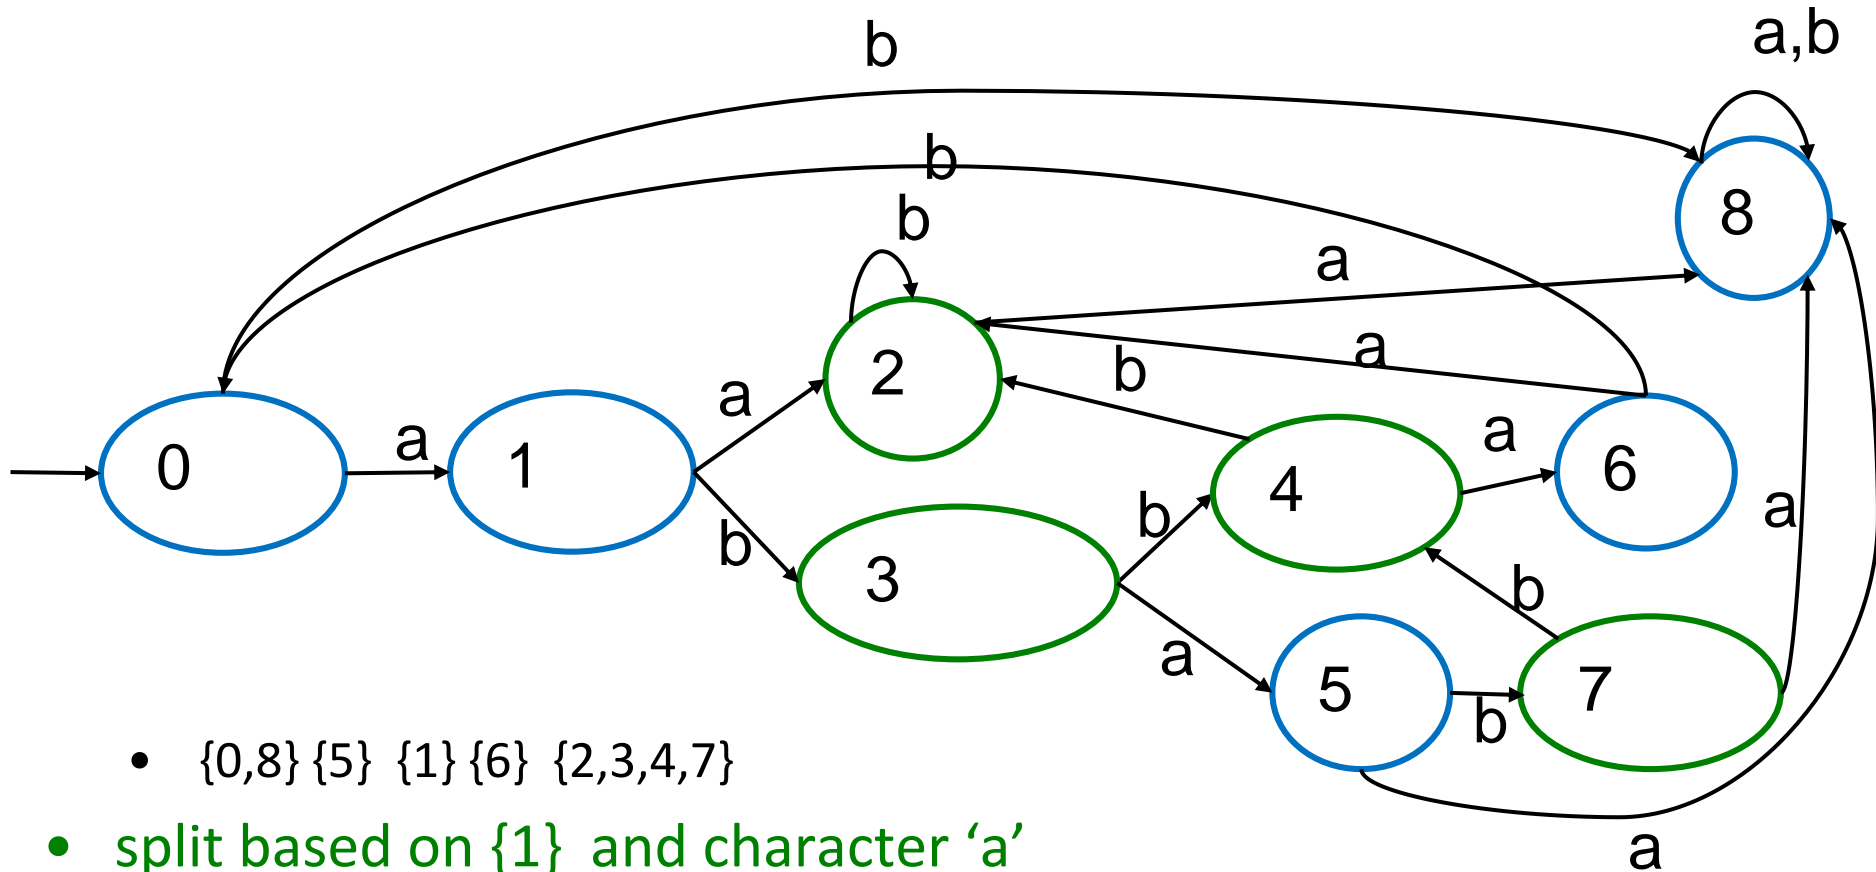 b
a,b
b
b
8
a
2
b
a
a
0
a
1
a
6
4
b
b
a
3
b
a
5
b
7
b
• {0,8} {5} {1} {6} {2,3,4,7}
• split based on {1} and character ‘a’
a